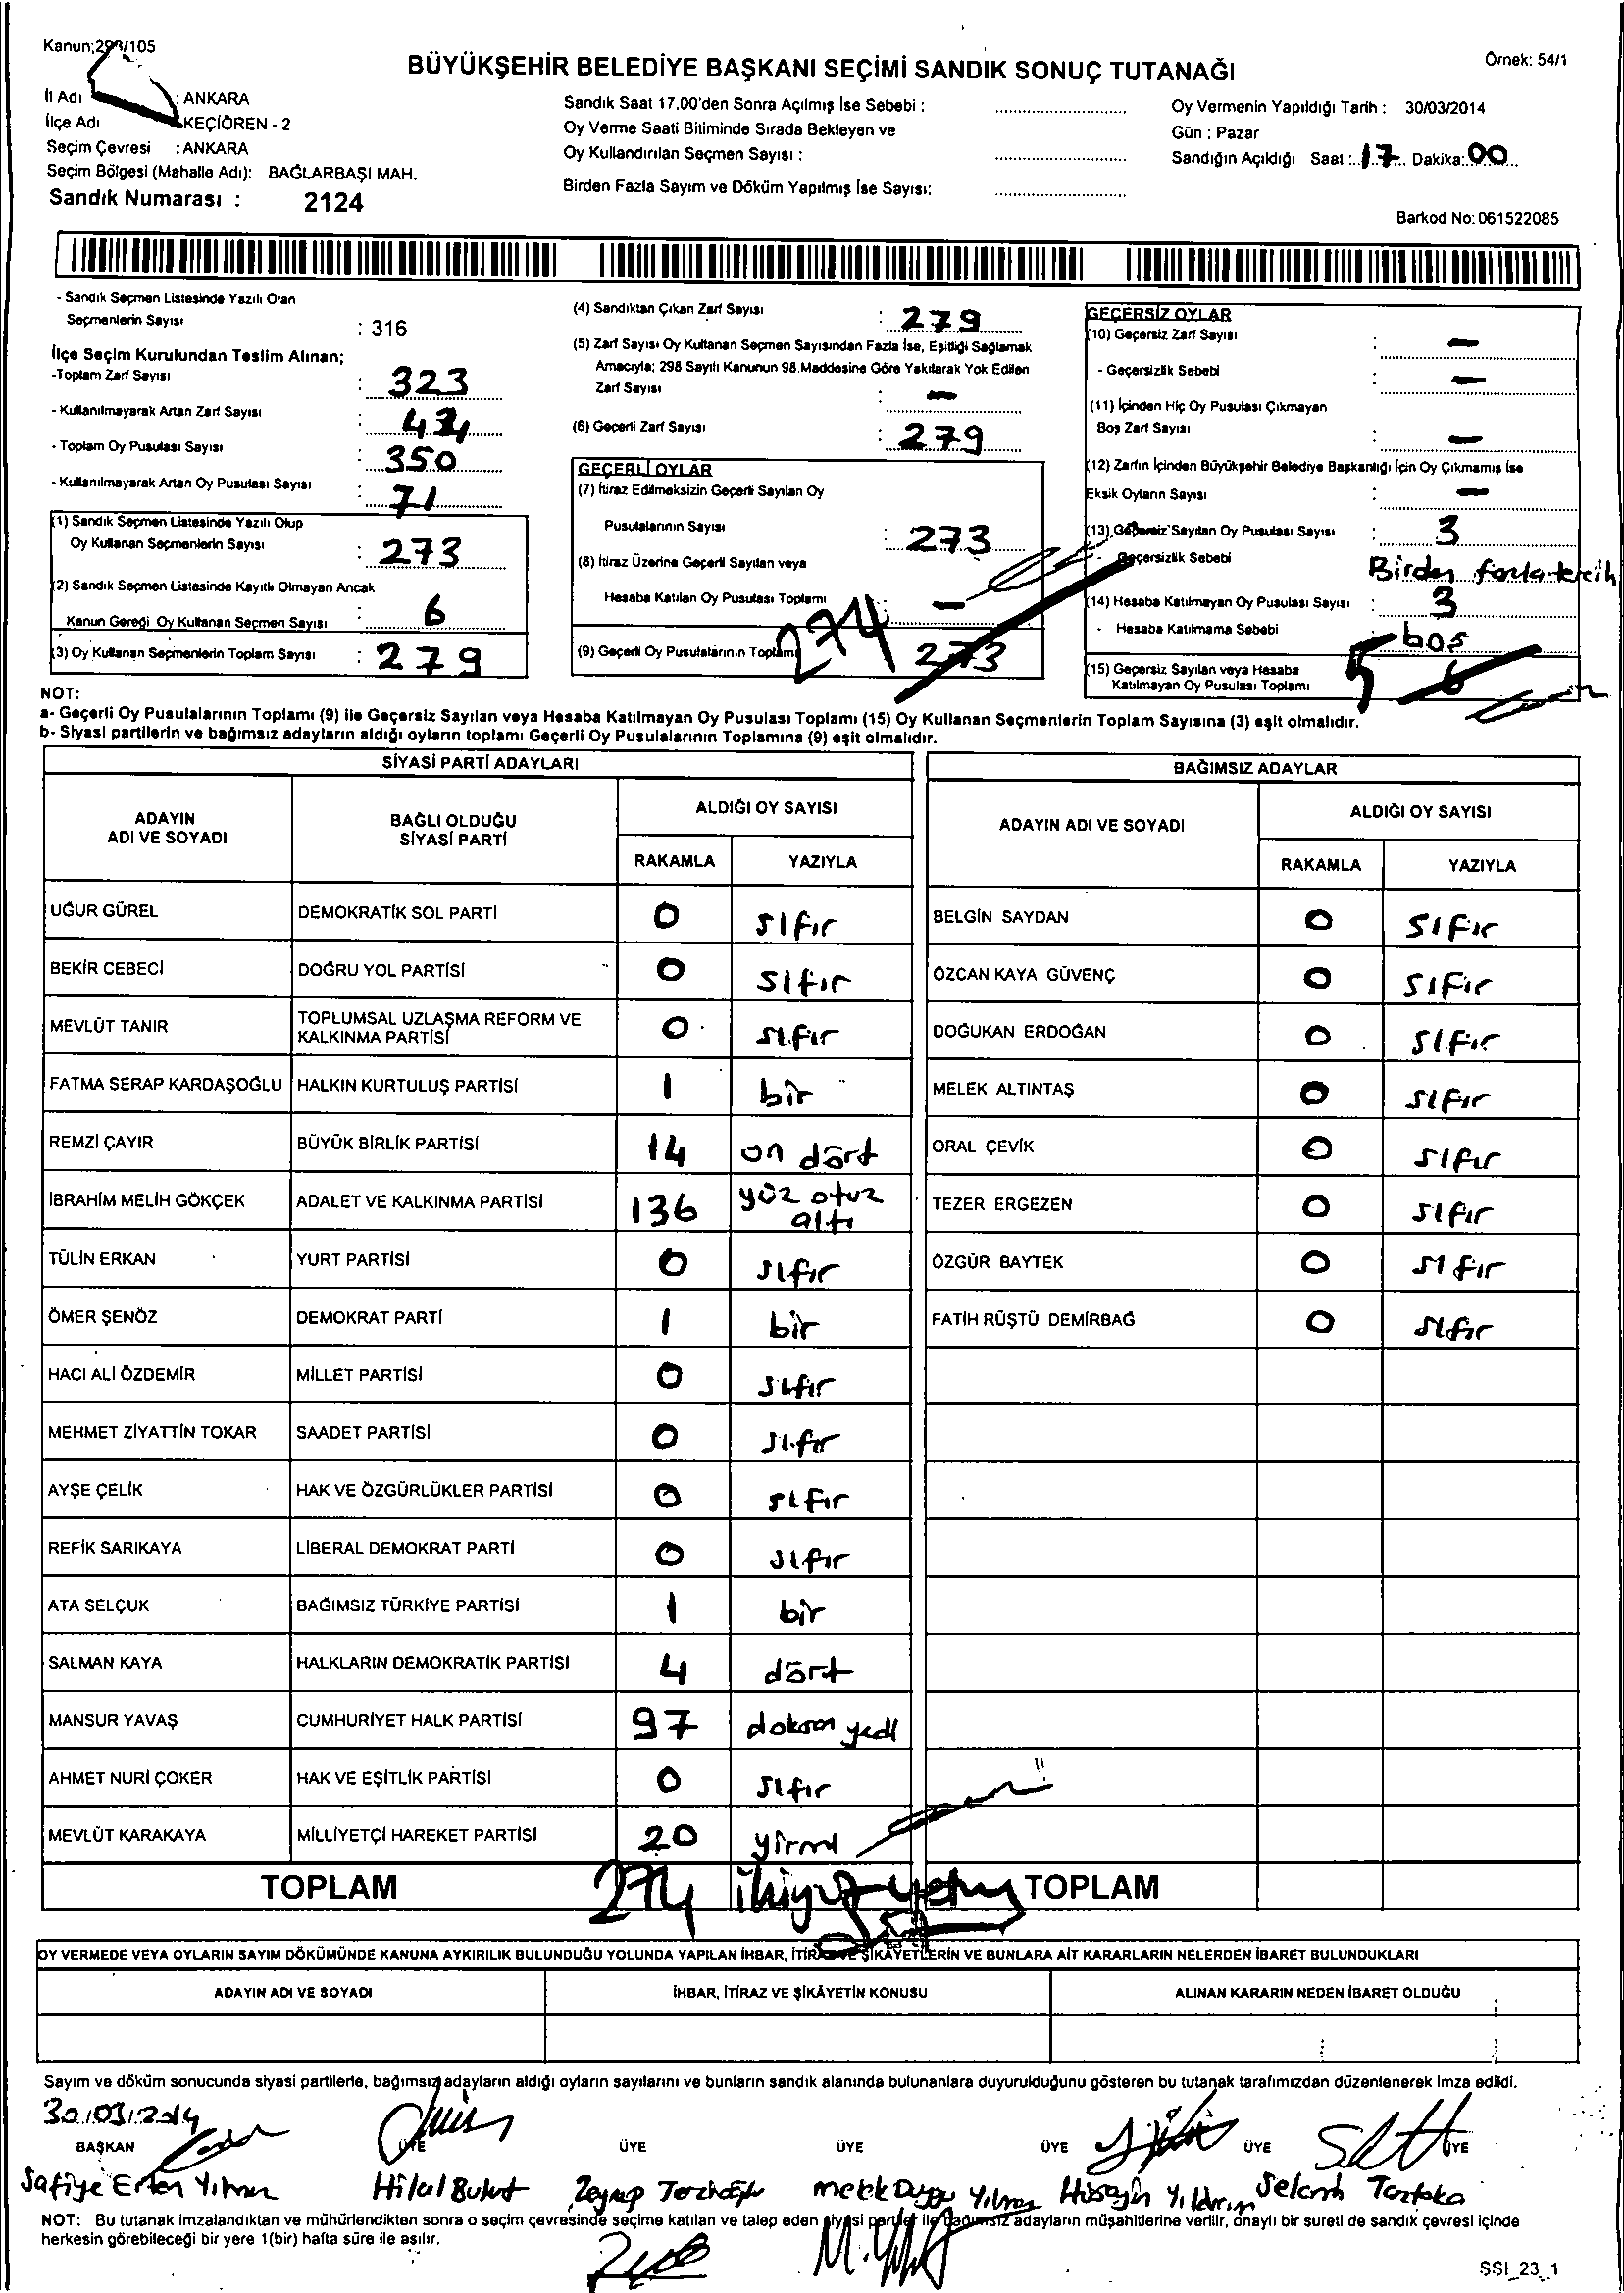 Kanun;298/105
BÜYÜKŞEHİR BELEDİYE BAŞKANI SEÇİMİ SANDIK SONUÇ TUTANAĞI
Örnek: 54/1
İl Adı : ANKARA
İlçe Adı KEÇİÖREN - 2
Seçim Çevresi : ANKARA
Seçim Bölgesi (Mahalle Adı): BAĞLARBAŞI MAH.
Sandık Numarası : 2124
Sandık Saat 17.00'den Sonra Açılmış İse Sebebi :
Oy Verme Saati Bitiminde Sırada Bekleyen ve
Oy Kullandırılan Seçmen Sayısı :
Birden Fazla Sayım ve Döküm Yapılmış İse Sayısı:
Oy Vermenin Yapıldığı Tarih : 30/03/2014
Gün : Pazar
Sandığın Açıldığı Saat : 17 Dakika: 00
Barkod No: 061522085
- Sandık Seçmen Listesinde Yazılı Olan
Seçmenlerin Sayısı : 316
İlçe Seçim Kurulundan Teslim Alınan;
-Toplam Zarf Sayısı : 323
- Kullanılmayarak Artan Zarf Sayısı :
- Toplam Oy Pusulası Sayısı : 350
- Kullanılmayarak Artan Oy Pusulası Sayısı : 71
(1) Sandık Seçmen Listesinde Yazılı Olup
Oy Kullanan Seçmenlerin Sayısı : 273
(2) Sandık Seçmen Listesinde Kayıtlı Olmayan Ancak
Kanun Gereği Oy Kullanan Seçmen Sayısı : 6
(3) Oy Kullanan Seçmenlerin Toplam Sayısı : 279
(4) Sandıktan Çıkan Zarf Sayısı : 279
(5) Zarf Sayısı Oy Kullanan Seçmen Sayısından Fazla İse, Eşitliği Sağlamak
Amacıyla; 298 Sayılı Kanunun 98.Maddesine Göre Yakılarak Yok Edilen
Zarf Sayısı : -
(6) Geçerli Zarf Sayısı : 279
GEÇERLİ OYLAR
(7) İtiraz Edilmeksizin Geçerli Sayılan Oy
Pusulalarının Sayısı : 273
(8) İtiraz Üzerine Geçerli Sayılan veya
Hesaba Katılan Oy Pusulası Toplamı : -
(9) Geçerli Oy Pusulalarının Toplamı 274 273
GEÇERSİZ OYLAR
(10) Geçersiz Zarf Sayısı : -
- Geçersizlik Sebebi : -
(11) İçinden Hiç Oy Pusulası Çıkmayan
Boş Zarf Sayısı : -
(12) Zarfın İçinden Büyükşehir Belediye Başkanlığı İçin Oy Çıkmamış İse
Eksik Oyların Sayısı : -
(13) Geçersiz Sayılan Oy Pusulası Sayısı : 3
- Geçersizlik Sebebi Birden fazla tercih
(14) Hesaba Katılmayan Oy Pusulası Sayısı : 3
- Hesaba Katılmama Sebebi boş
(15) Geçersiz Sayılan veya Hesaba
Katılmayan Oy Pusulası Toplamı 5 6
NOT:
a- Geçerli Oy Pusulalarının Toplamı (9) ile Geçersiz Sayılan veya Hesaba Katılmayan Oy Pusulası Toplamı (15) Oy Kullanan Seçmenlerin Toplam Sayısına (3) eşit olmalıdır.
b- Siyasi partilerin ve bağımsız adayların aldığı oyların toplamı Geçerli Oy Pusulalarının Toplamına (9) eşit olmalıdır.
SİYASİ PARTİ ADAYLARI
ADAYIN ADI VE SOYADI BAĞLI OLDUĞU SİYASİ PARTİ ALDIĞI OY SAYISI
RAKAMLA YAZIYLA
UĞUR GÜREL DEMOKRATİK SOL PARTİ 0 sıfır
BEKİR CEBECİ DOĞRU YOL PARTİSİ 0 sıfır
MEVLÜT TANIR TOPLUMSAL UZLAŞMA REFORM VE KALKINMA PARTİSİ 0 sıfır
FATMA SERAP KARDAŞOĞLU HALKIN KURTULUŞ PARTİSİ 1 bir
REMZİ ÇAYIR BÜYÜK BİRLİK PARTİSİ 14 on dört
İBRAHİM MELİH GÖKÇEK ADALET VE KALKINMA PARTİSİ 136 yüz otuz altı
TÜLİN ERKAN YURT PARTİSİ 0 sıfır
ÖMER ŞENÖZ DEMOKRAT PARTİ 1 bir
HACI ALİ ÖZDEMİR MİLLET PARTİSİ 0 sıfır
MEHMET ZİYATTİN TOKAR SAADET PARTİSİ 0 sıfır
AYŞE ÇELİK HAK VE ÖZGÜRLÜKLER PARTİSİ 0 sıfır
REFİK SARIKAYA LİBERAL DEMOKRAT PARTİ 0 sıfır
ATA SELÇUK BAĞIMSIZ TÜRKİYE PARTİSİ 1 bir
SALMAN KAYA HALKLARIN DEMOKRATİK PARTİSİ 4 dört
MANSUR YAVAŞ CUMHURİYET HALK PARTİSİ 97 doksan yedi
AHMET NURİ ÇOKER HAK VE EŞİTLİK PARTİSİ 0 sıfır
MEVLÜT KARAKAYA MİLLİYETÇİ HAREKET PARTİSİ 20 yirmi
TOPLAM 274
BAĞIMSIZ ADAYLAR
ADAYIN ADI VE SOYADI ALDIĞI OY SAYISI
RAKAMLA YAZIYLA
BELGİN SAYDAN 0 sıfır
ÖZCAN KAYA GÜVENÇ 0 sıfır
DOĞUKAN ERDOĞAN 0 sıfır
MELEK ALTINTAŞ 0 sıfır
ORAL ÇEVİK 0 sıfır
TEZER ERGEZEN 0 sıfır
ÖZGÜR BAYTEK 0 sıfır
FATİH RÜŞTÜ DEMİRBAĞ 0 sıfır
TOPLAM
OY VERMEDE VEYA OYLARIN SAYIM DÖKÜMÜNDE KANUNA AYKIRILIK BULUNDUĞU YOLUNDA YAPILAN İHBAR, İTİRAZ VE ŞİKAYETLERİN VE BUNLARA AİT KARARLARIN NELERDEN İBARET BULUNDUKLARI
ADAYIN ADI VE SOYADI İHBAR, İTİRAZ VE ŞİKÂYETİN KONUSU ALINAN KARARIN NEDEN İBARET OLDUĞU
Sayım ve döküm sonucunda siyasi partilerle, bağımsız adayların aldığı oyların sayılarını ve bunların sandık alanında bulunanlara duyurulduğunu gösteren bu tutanak tarafımızdan düzenlenerek imza edildi.
30/03/2014
BAŞKAN ÜYE ÜYE ÜYE ÜYE ÜYE ÜYE
Safiye Erten Yılmaz Hilal Bulut Zeynep Melek Duygu Yılmaz Hüseyin Yıldırım Selami
NOT: Bu tutanak imzalandıktan ve mühürlendikten sonra o seçim çevresinde seçime katılan ve talep eden siyasi partiler ile bağımsız adayların müşahitlerine verilir, onaylı bir sureti de sandık çevresi içinde
herkesin görebileceği bir yere 1(bir) hafta süre ile asılır.
SSI_23_1